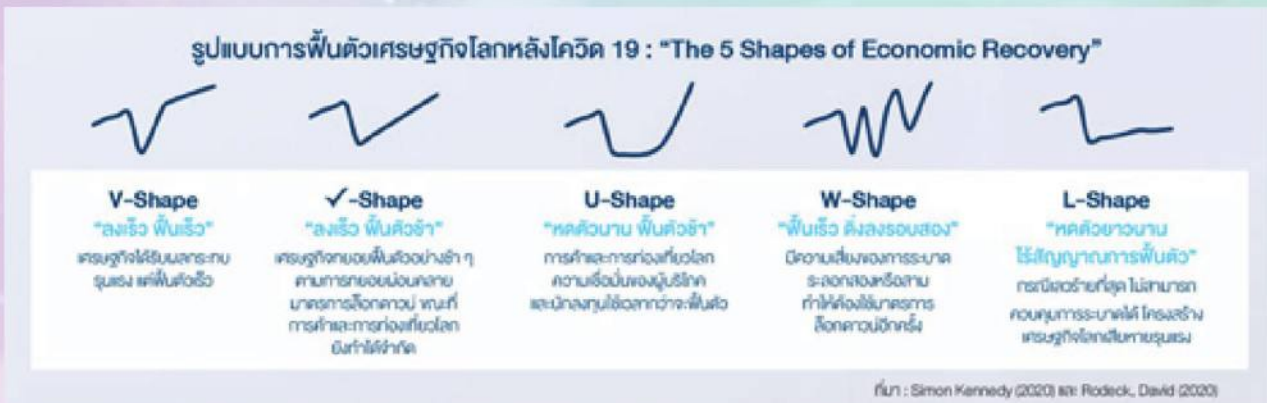 รูปแบบการฟื้นตัวเศรษฐกิจโลกหลังโควิด 19 : “The 5 Shapes of Economic Recovery”
V-Shape
“ลงเร็ว ฟื้นเร็ว”
เศรษฐกิจได้รับผลกระทบ
รุนแรง แต่ฟื้นตัวเร็ว
✓-Shape
“ลงเร็ว ฟื้นตัวช้า”
เศรษฐกิจทยอยฟื้นตัวอย่างช้า ๆ
ตามการทยอยผ่อนคลาย
มาตรการล็อกดาวน์ ขณะที่
การค้าและการท่องเที่ยวโลก
ยังทำได้จำกัด
U-Shape
“หดตัวนาน ฟื้นตัวช้า”
การค้าและการท่องเที่ยวโลก
ความเชื่อมั่นของผู้บริโภค
และนักลงทุนใช้เวลากว่าจะฟื้นตัว
W-Shape
“ฟื้นเร็ว ดิ่งลงรอบสอง”
มีความเสี่ยงของการระบาด
ระลอกสองหรือสาม
ทำให้ต้องใช้มาตรการ
ล็อกดาวน์อีกครั้ง
L-Shape
“หดตัวยาวนาน
ไร้สัญญาณการฟื้นตัว”
กรณีเลวร้ายที่สุด ไม่สามารถ
ควบคุมการระบาดได้ โครงสร้าง
เศรษฐกิจโลกเสียหายรุนแรง
ที่มา : Simon Kennedy (2020) และ Rodeck, David (2020)